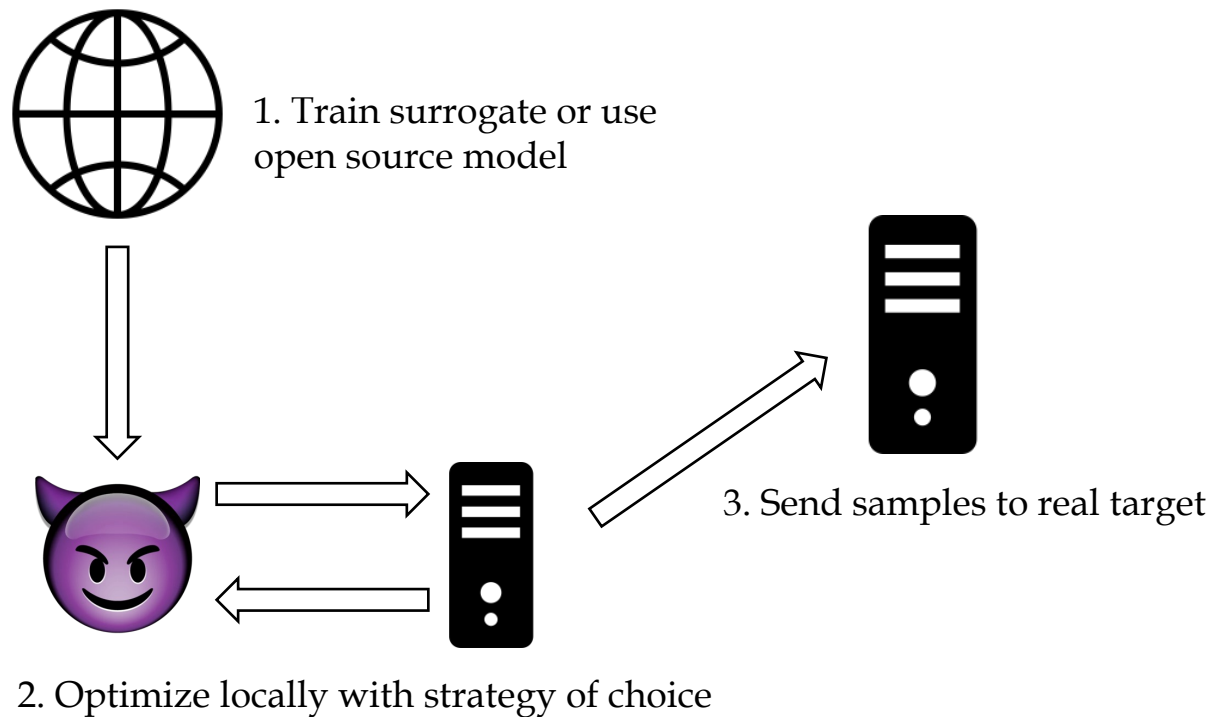 1. Train surrogate or use
open source model
3. Send samples to real target
2. Optimize locally with strategy of choice